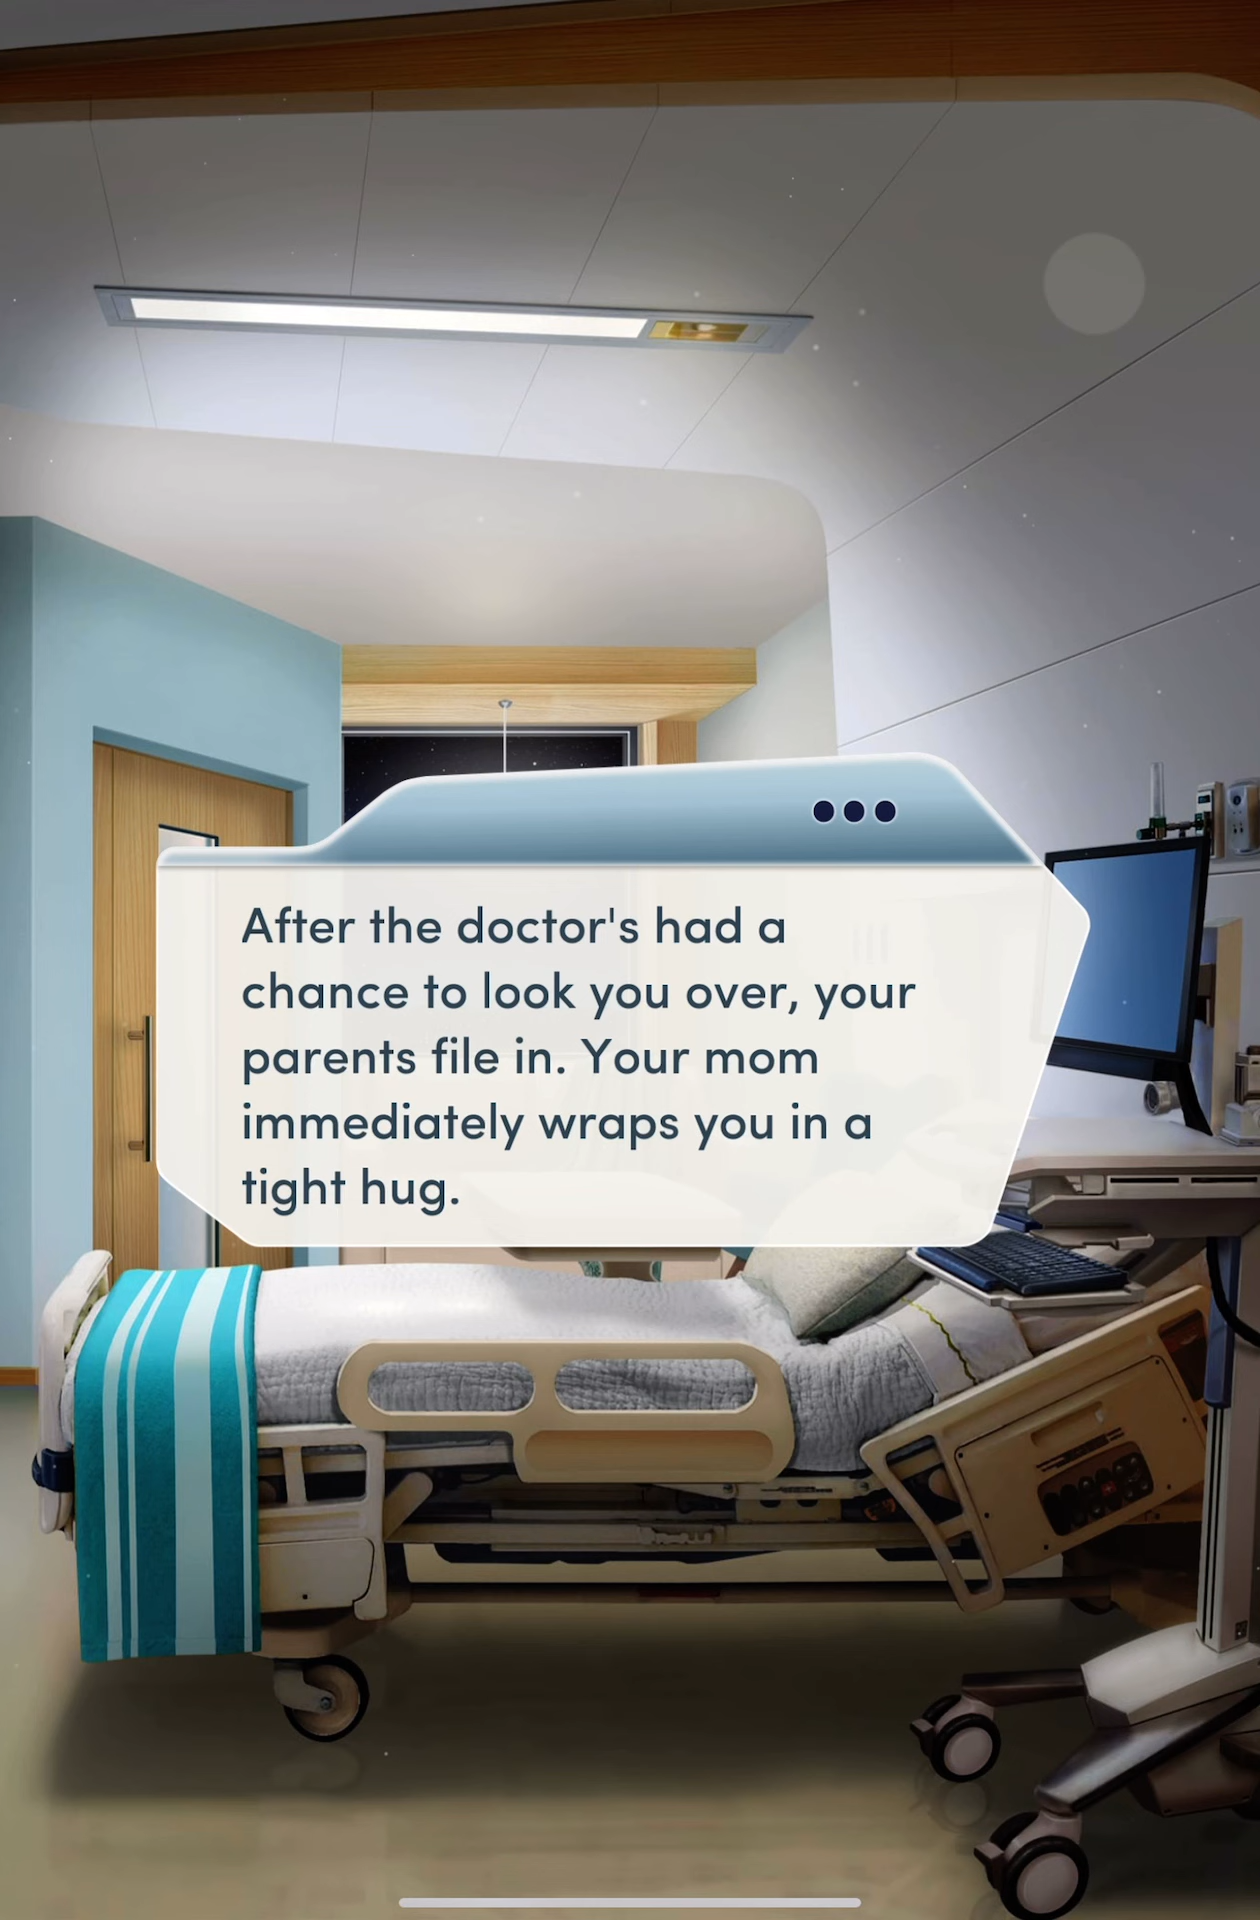 After the doctor's had a
chance to look you over, your
parents file in. Your mom
immediately wraps you in a
tight hug.